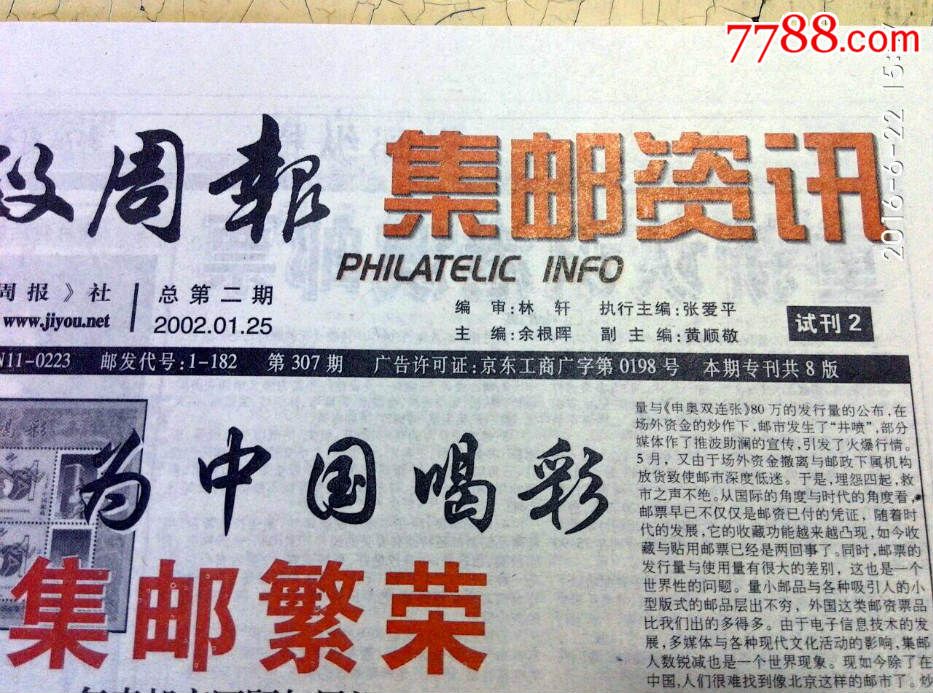 7788.com
2016-6-22 15:
周報
集邮资讯
PHILATELIC INFO
周报》社
www.jiyou.net
总第二期
2002.01.25
编 审:林 轩 执行主编:张爱平
主 编:余根晖 副 主 编:黄顺敬
试刊2
N11-0223 邮发代号:1-182 第307期 广告许可证:京东工商广字第0198号 本期专刊共8版
为中国喝彩
集邮繁荣
量与《申奥双连张》80万的发行量的公布,在
场外资金的炒作下,邮市发生了“井喷”,部分
媒体作了推波助澜的宣传,引发了火爆行情。
5月，又由于场外资金撤离与邮政下属机构
放货致使邮市深度低迷。于是,埋怨四起,救
市之声不绝。从国际的角度与时代的角度看,
邮票早已不仅仅是邮资已付的凭证，随着时
代的发展,它的收藏功能越来越凸现,如今收
藏与贴用邮票已经是两回事了。同时,邮票的
发行量与使用量有很大的差别，这也是一个
世界性的问题。量小邮品与各种吸引人的小
型版式的邮品层出不穷，外国这类邮资票品
比我们出的多得多。由于电子信息技术的发
展,多媒体与各种现代文化活动的影响,集邮
人数锐减也是一个世界现象。现如今除了在
中国,人们很难找到像北京这样的邮市了。炒